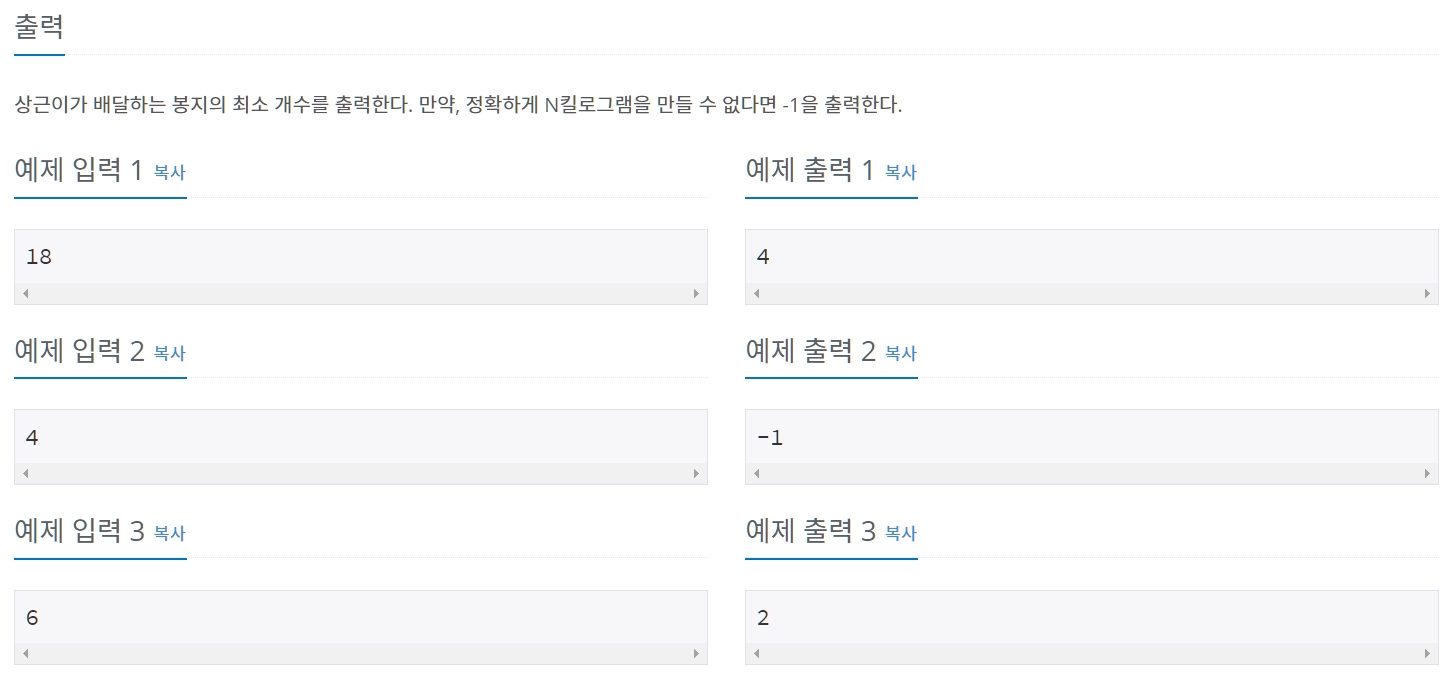 출력
상근이가 배달하는 봉지의 최소 개수를 출력한다. 만약, 정확하게 N킬로그램을 만들 수 없다면 -1을 출력한다.
예제 입력 1 복사
예제 출력 1 복사
18
4
예제 입력 2 복사
예제 출력 2 복사
4
-1
예제 입력 3 복사
예제 출력 3 복사
6
2